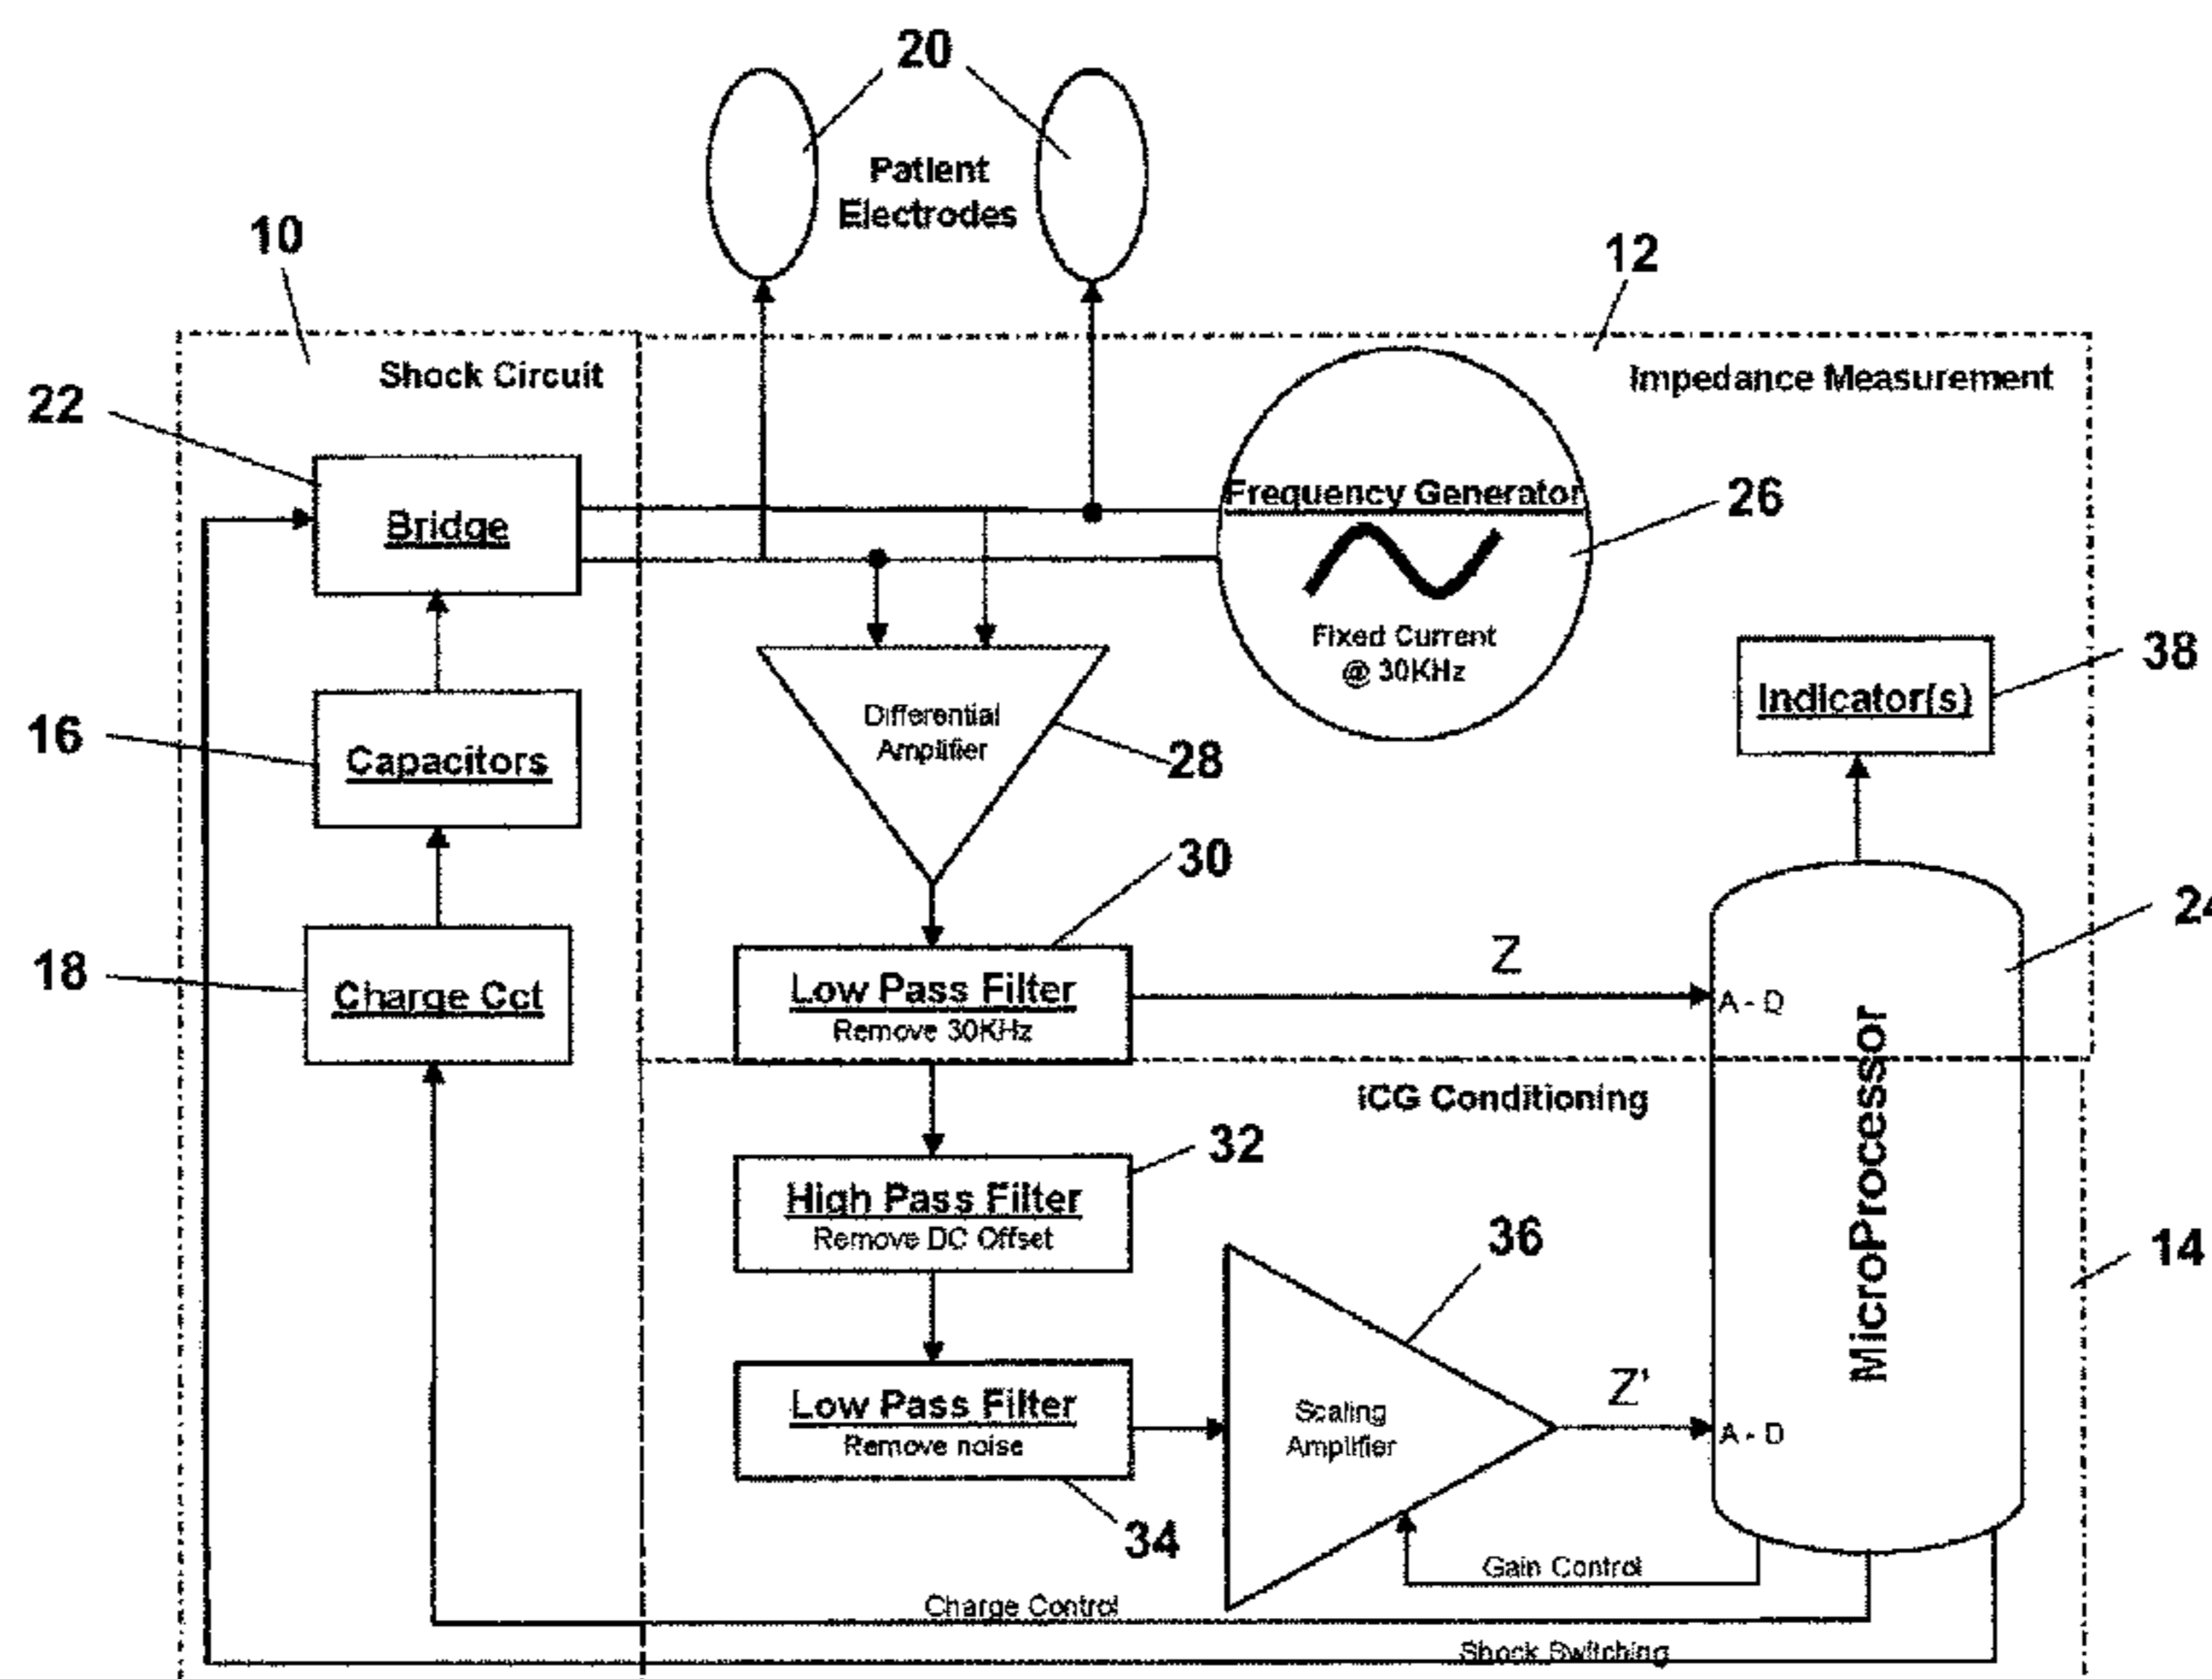 20
Patient
Electrodes
10
12
Shock Circuit
Impedance Measurement
22
Bridge
Frequency Generator
26
Fixed Current
@ 30KHz
38
Indicator(s)
16
Capacitors
Differential
Amplifier
28
30
24
18
Charge Cct
Low Pass Filter
Remove 30KHz
Z
A - D
MicroProcessor
ICG Conditioning
32
High Pass Filter
Remove DC Offset
36
14
Low Pass Filter
Remove noise
Scaling
Amplifier
Z'
A - D
34
Gain Control
Charge Control
Shock Switching